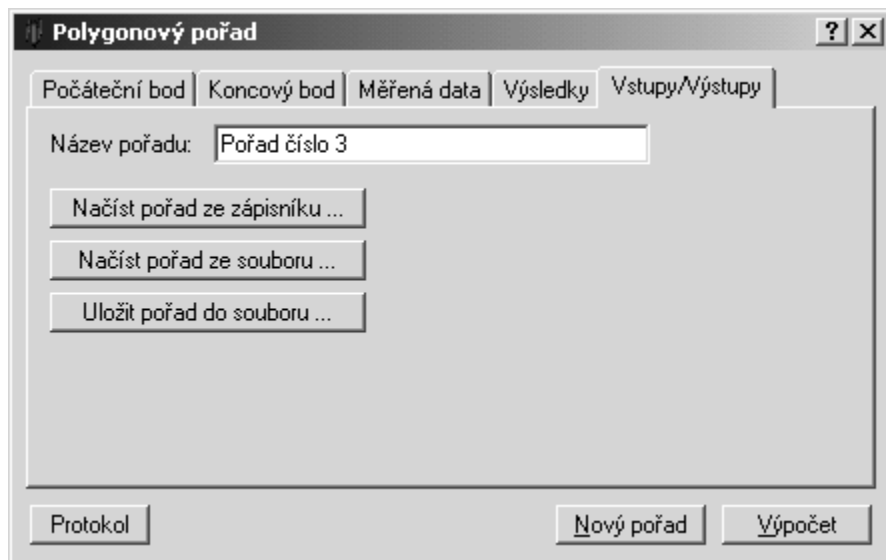 Polygonový pořad
Počáteční bod Koncový bod Měřená data Výsledky Vstupy/Výstupy
Název pořadu: Pořad číslo 3
Načíst pořad ze zápisníku ...
Načíst pořad ze souboru ...
Uložit pořad do souboru ...
Protokol Nový pořad Výpočet